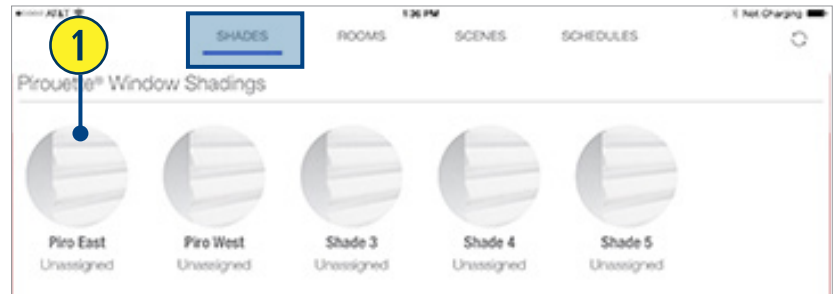 AT&T 1:36 PM Not Charging
1
SHADES ROOMS SCENES SCHEDULES
Pirouette® Window Shadings
Piro East Piro West Shade 3 Shade 4 Shade 5
Unassigned Unassigned Unassigned Unassigned Unassigned